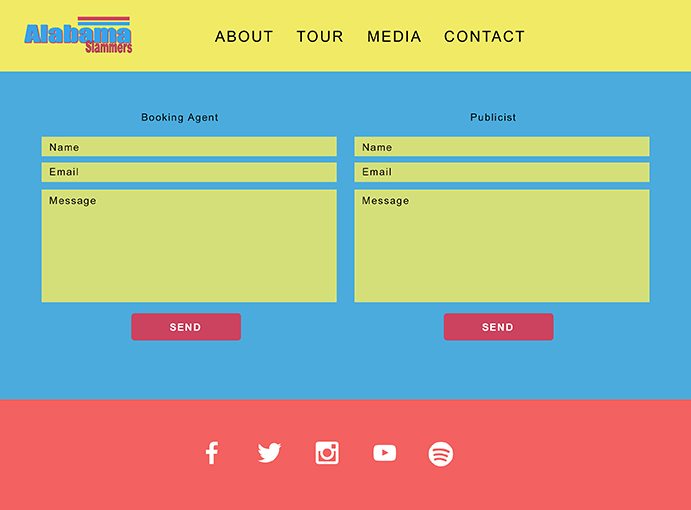 Alabama
Slammers
ABOUT TOUR MEDIA CONTACT
Booking Agent
Name
Email
Message
SEND
Publicist
Name
Email
Message
SEND